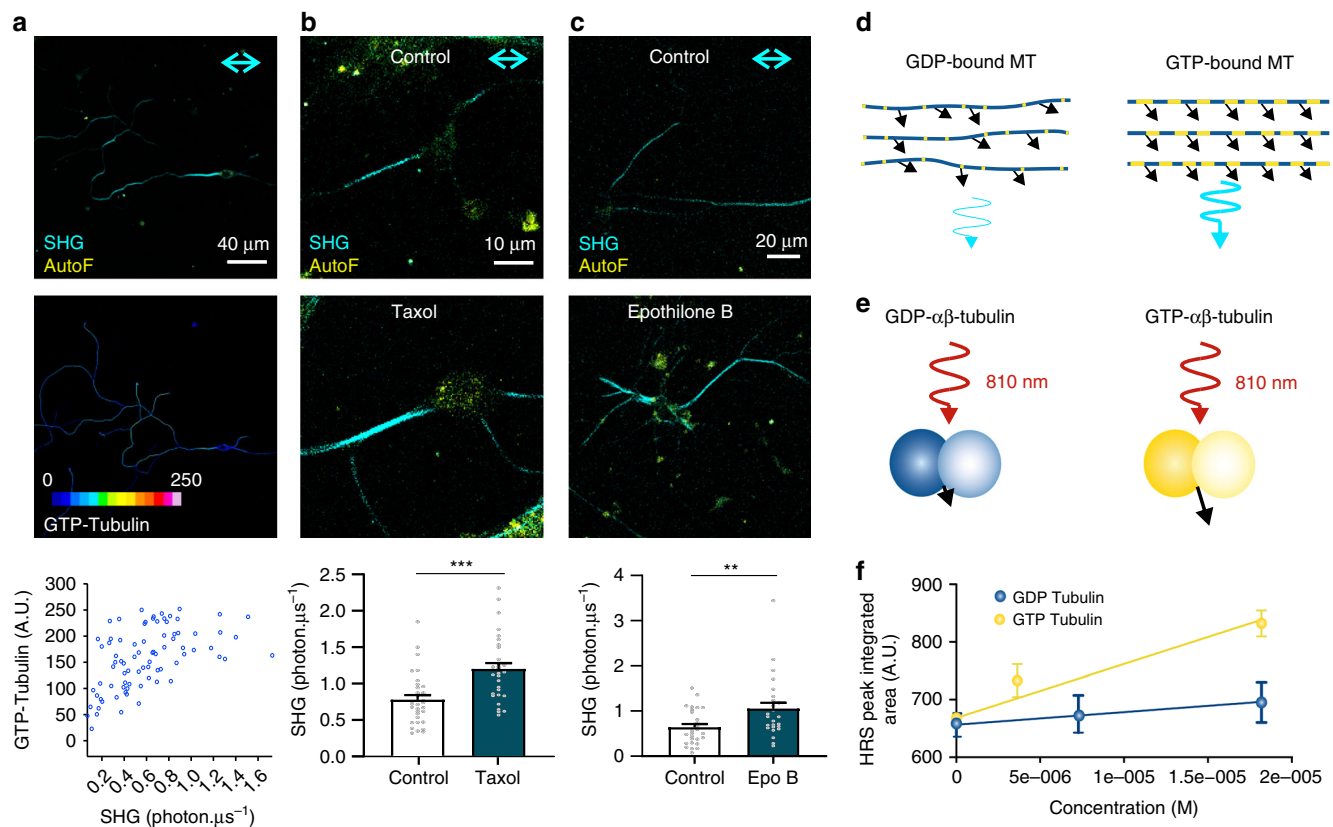 a
SHG
AutoF
40 μm
0
250
GTP-Tubulin
GTP-Tubulin (A.U.)
300
250
200
150
100
50
0
0.2
0.4
0.6
0.8
1.0
1.2
1.4
1.6
SHG (photon.μs⁻¹)
b
Control
SHG
AutoF
10 μm
Taxol
SHG (photon.μs⁻¹)
2.5
2.0
1.5
1.0
0.5
0.0
***
Control
Taxol
c
Control
SHG
AutoF
20 μm
Epothilone B
SHG (photon.μs⁻¹)
4
3
2
1
0
**
Control
Epo B
d
GDP-bound MT
GTP-bound MT
e
GDP-αβ-tubulin
GTP-αβ-tubulin
810 nm
810 nm
f
HRS peak integrated
area (A.U.)
900
800
700
600
GDP Tubulin
GTP Tubulin
0
5e–006
1e–005
1.5e–005
2e–005
Concentration (M)